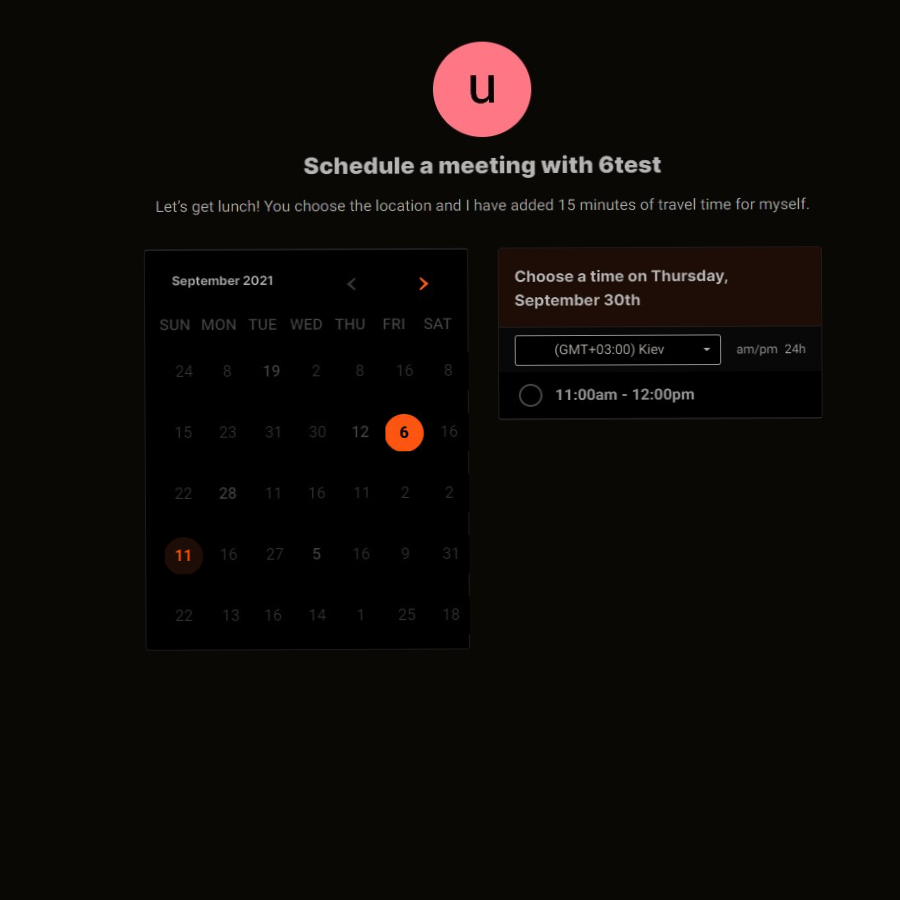 u
Schedule a meeting with 6test
Let's get lunch! You choose the location and I have added 15 minutes of travel time for myself.
September 2021
SUN MON TUE WED THU FRI SAT
24 8 19 2 8 16 8
15 23 31 30 12 6 16
22 28 11 16 11 2 2
11 16 27 5 16 9 31
22 13 16 14 1 25 18
Choose a time on Thursday,
September 30th
(GMT+03:00) Kiev am/pm 24h
11:00am - 12:00pm